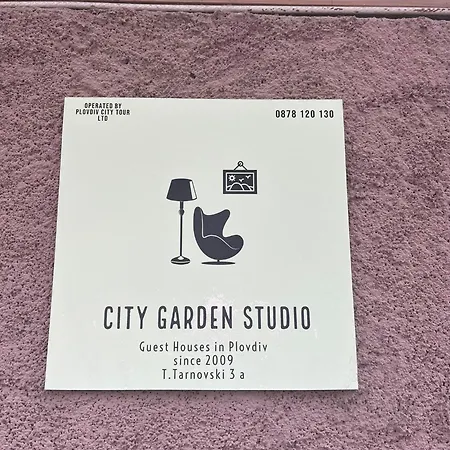 OPERATED BY
PLOVDIV CITY TOUR
LTD
0878 120 130
CITY GARDEN STUDIO
Guest Houses in Plovdiv
since 2009
T.Tarnovski 3 a